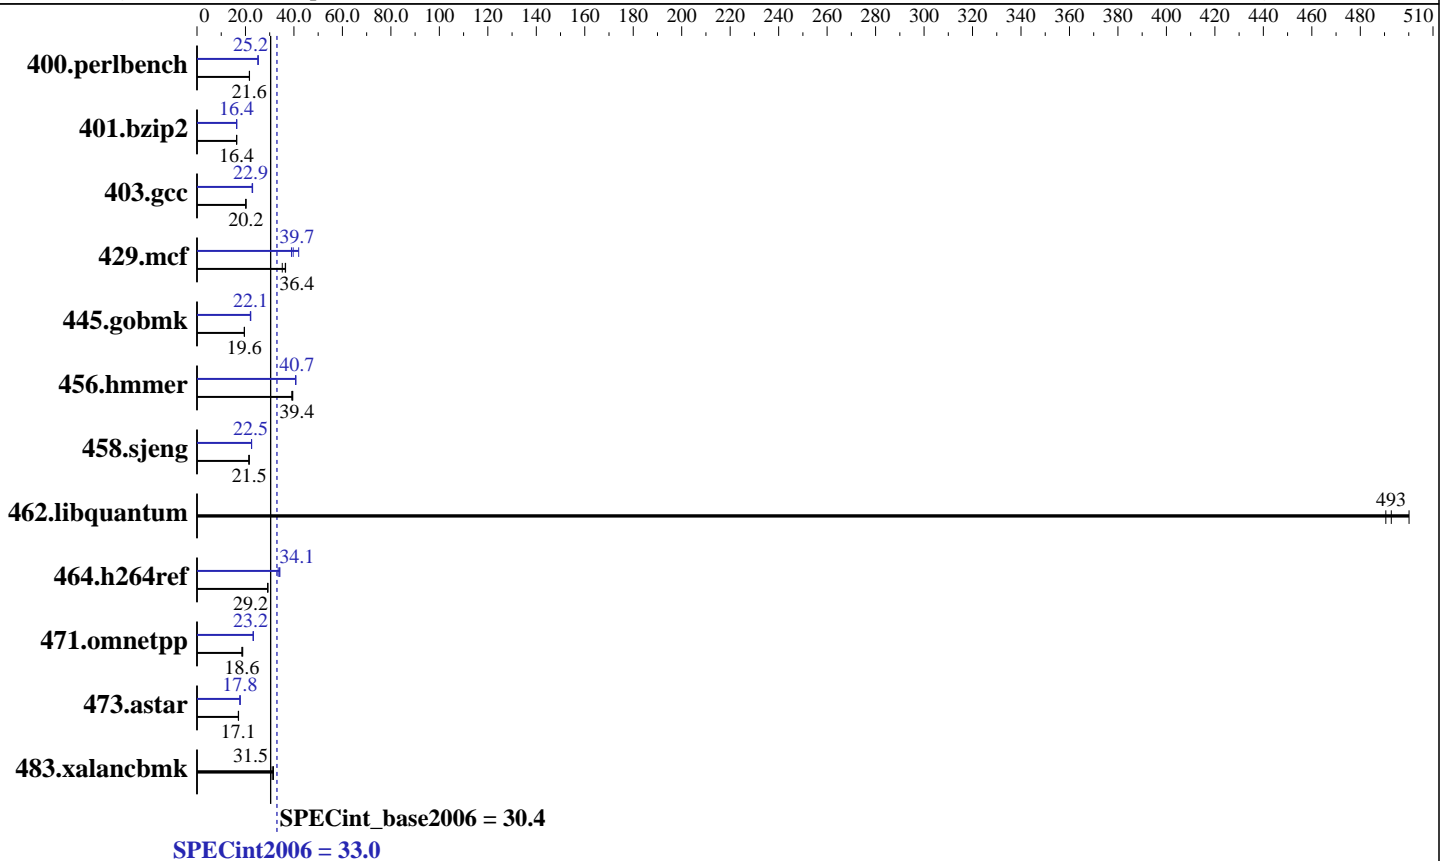 0 20.0 40.0 60.0 80.0 100 120 140 160 180 200 220 240 260 280 300 320 340 360 380 400 420 440 460 480 510
25.2
400.perlbench
21.6
16.4
401.bzip2
16.4
22.9
403.gcc
20.2
39.7
429.mcf
36.4
22.1
445.gobmk
19.6
40.7
456.hmmer
39.4
22.5
458.sjeng
21.5
493
462.libquantum
34.1
464.h264ref
29.2
23.2
471.omnetpp
18.6
17.8
473.astar
17.1
31.5
483.xalancbmk
SPECint_base2006 = 30.4
SPECint2006 = 33.0